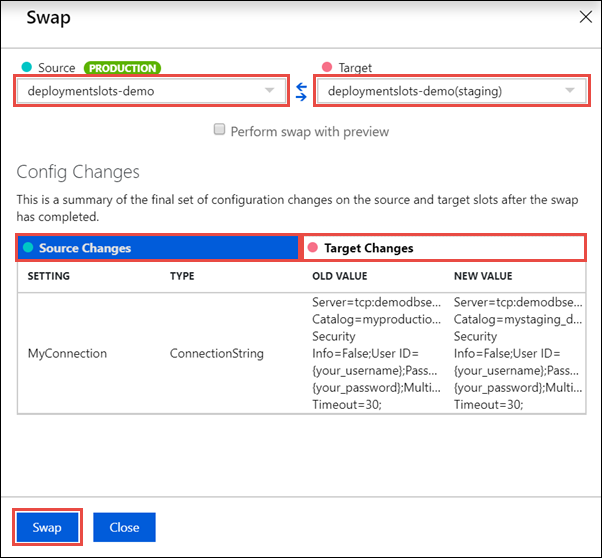 Swap
Source PRODUCTION
Target
deploymentslots-demo
deploymentslots-demo(staging)
Perform swap with preview
Config Changes
This is a summary of the final set of configuration changes on the source and target slots after the swap
has completed.
Source Changes
Target Changes
SETTING TYPE OLD VALUE NEW VALUE
MyConnection
ConnectionString
Server=tcp:demodbse...
Catalog=myproductio...
Security
Info=False;User ID=
{your_username};Pass...
{your_password};Multi...
Timeout=30;
Server=tcp:demodbse...
Catalog=mystaging_d...
Security
Info=False;User ID=
{your_username};Pass...
{your_password};Multi...
Timeout=30;
Swap
Close